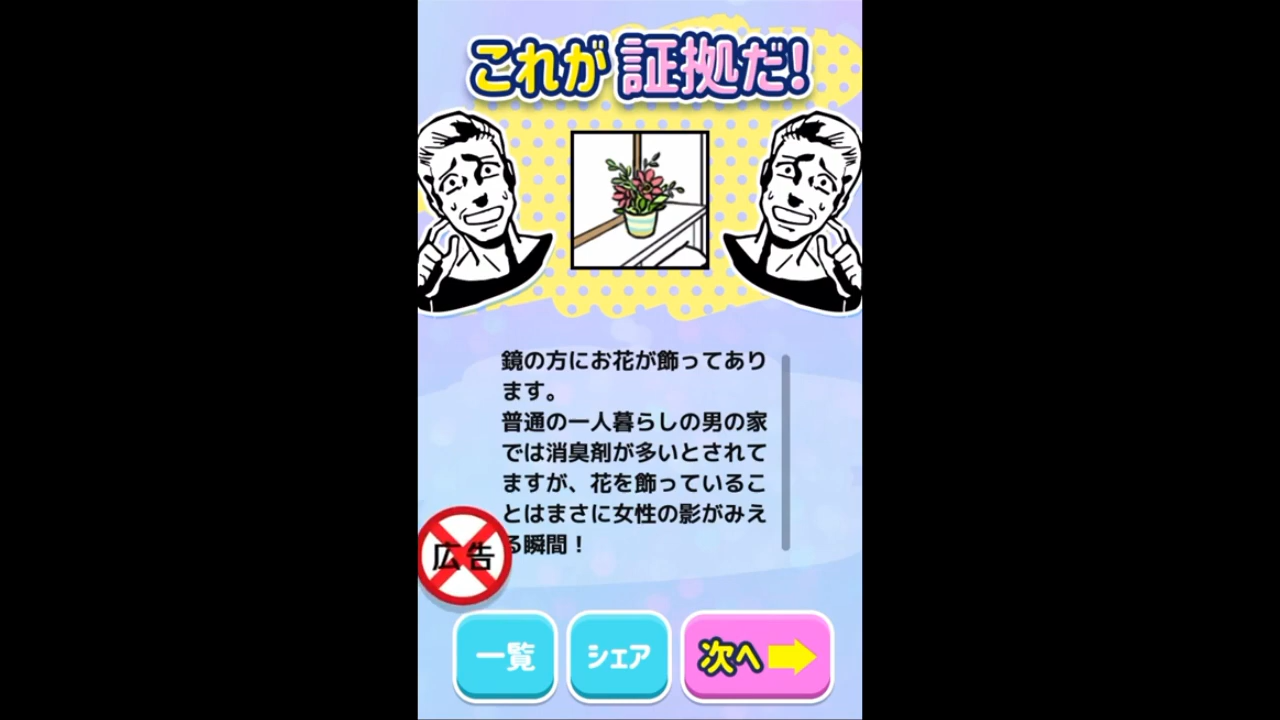 これが証拠だ!
鏡の方にお花が飾ってあり
ます。
普通の一人暮らしの男の家
では消臭剤が多いとされて
ますが、花を飾っているこ
とはまさに女性の影がみえ
る瞬間！
広告
一覧
シェア
次へ